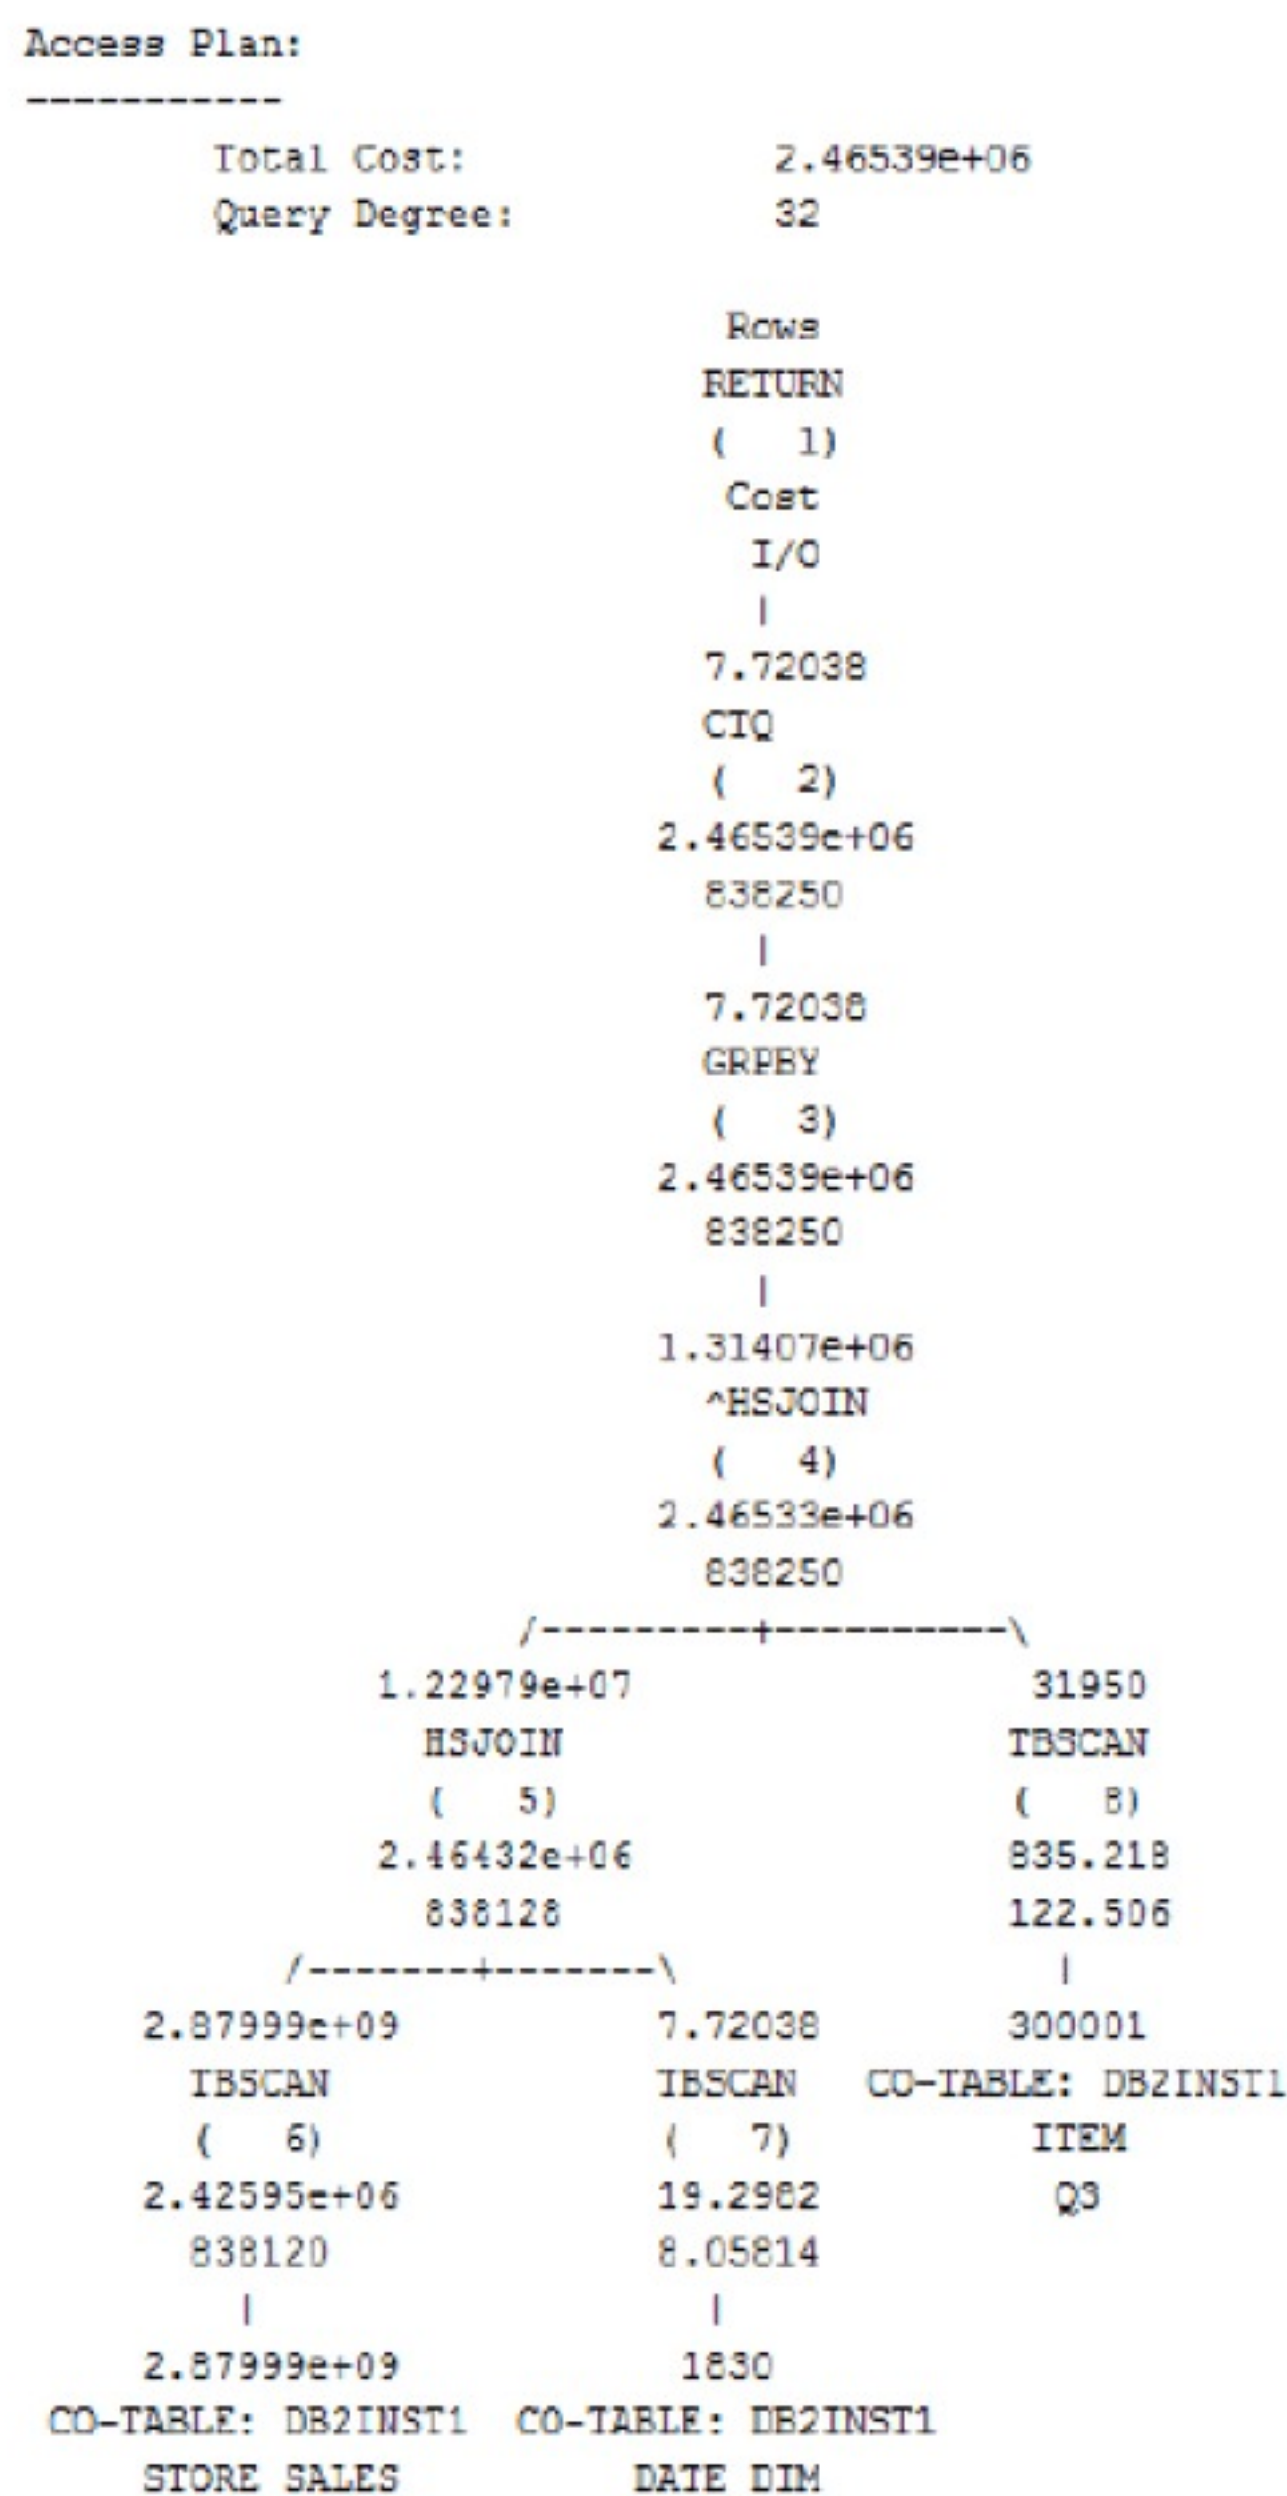 Access Plan:
-----------
Total Cost: 2.46539e+06
Query Degree: 32
Rows
RETURN
( 1)
Cost
I/O
|
7.72038
CTQ
( 2)
2.46539e+06
838250
|
7.72038
GRPBY
( 3)
2.46539e+06
838250
|
1.31407e+06
^HSJOIN
( 4)
2.46533e+06
838250
/---------+----------\
1.22979e+07 31950
HSJOIN TBSCAN
( 5) ( 8)
2.46432e+06 835.218
838128 122.506
/-------+-------\ |
2.87999e+09 7.72038 300001
TBSCAN TBSCAN CO-TABLE: DB2INST1
( 6) ( 7) ITEM
2.42595e+06 19.2982 Q3
838120 8.05814
| |
2.87999e+09 1830
CO-TABLE: DB2INST1 CO-TABLE: DB2INST1
STORE SALES DATE DIM